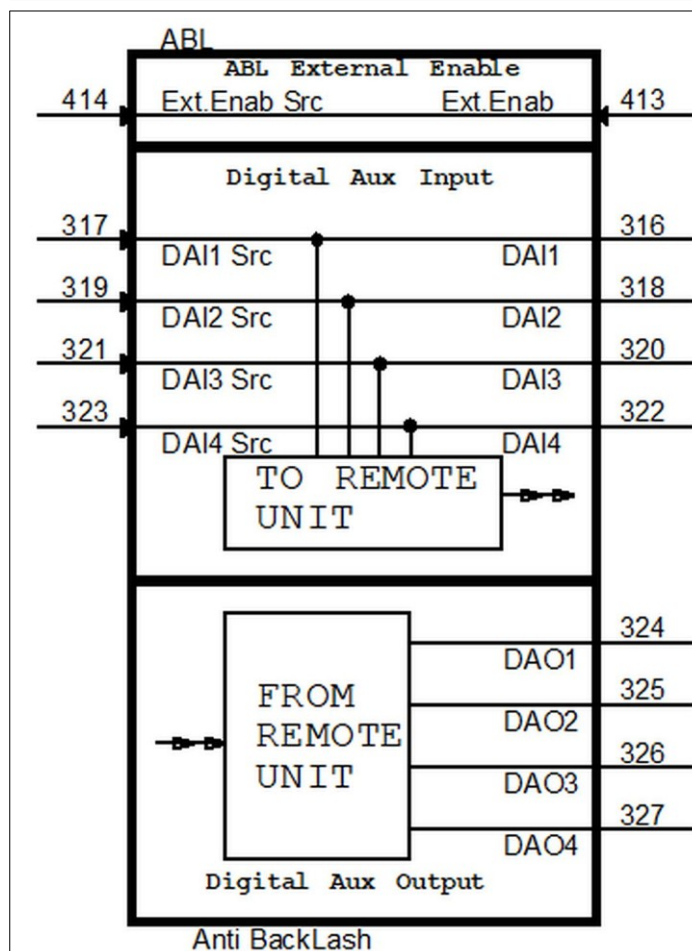 ABL
ABL External Enable
414 Ext.Enab Src Ext.Enab 413
Digital Aux Input
317 DAI1 Src DAI1 316
319 DAI2 Src DAI2 318
321 DAI3 Src DAI3 320
323 DAI4 Src DAI4 322
TO REMOTE
UNIT
324
DAO1
325
FROM DAO2
REMOTE 326
UNIT DAO3
327
DAO4
Digital Aux Output
Anti BackLash